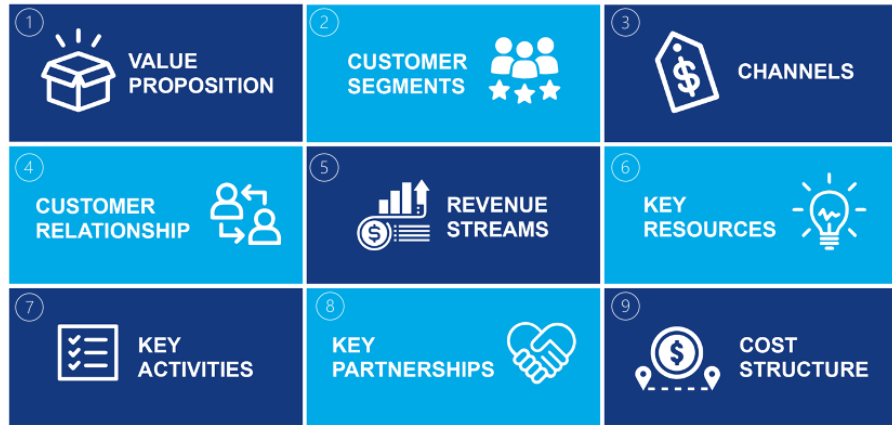 1
VALUE
PROPOSITION
2
CUSTOMER
SEGMENTS
3
$
CHANNELS
4
CUSTOMER
RELATIONSHIP
5
$
REVENUE
STREAMS
6
KEY
RESOURCES
7
KEY
ACTIVITIES
8
KEY
PARTNERSHIPS
9
$
COST
STRUCTURE